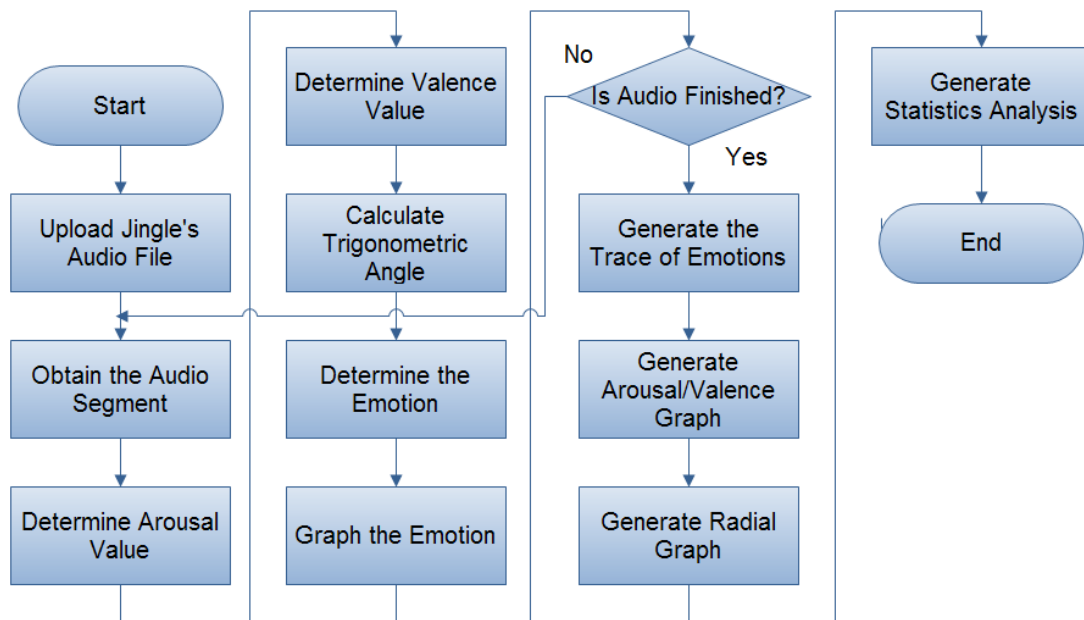 Start
Upload Jingle's
Audio File
Obtain the Audio
Segment
Determine Arousal
Value
Determine Valence
Value
Calculate
Trigonometric
Angle
Determine the
Emotion
Graph the Emotion
No
Is Audio Finished?
Yes
Generate the
Trace of Emotions
Generate
Arousal/Valence
Graph
Generate Radial
Graph
Generate
Statistics Analysis
End